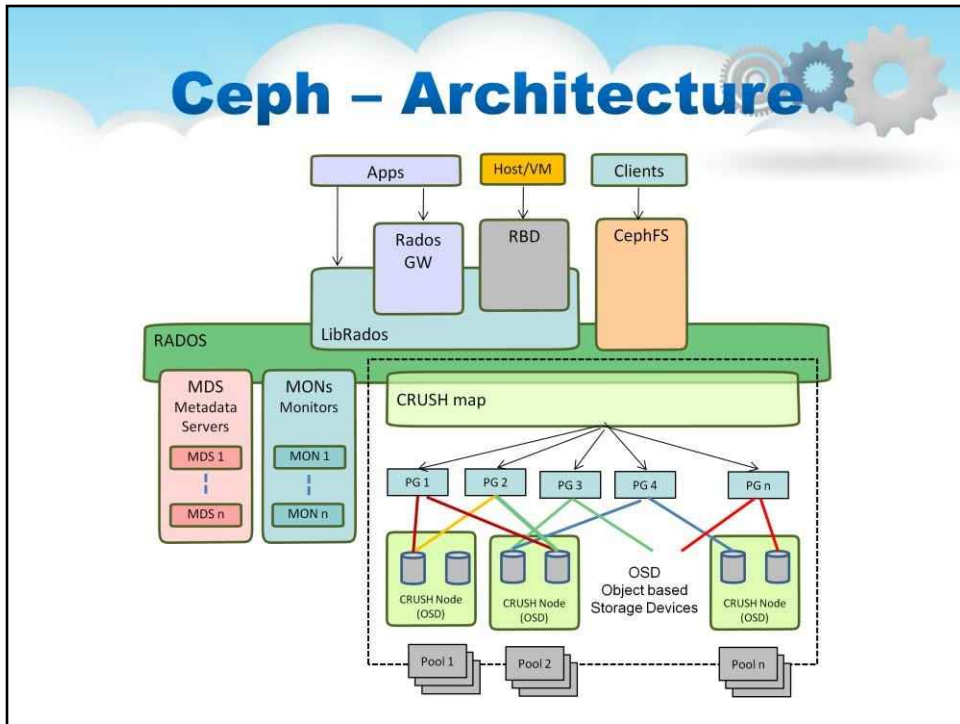 Ceph – Architecture
Apps
Host/VM
Clients
Rados
GW
RBD
CephFS
LibRados
RADOS
MDS
Metadata
Servers
MDS 1
MDS n
MONs
Monitors
MON 1
MON n
CRUSH map
PG 1
PG 2
PG 3
PG 4
PG n
CRUSH Node
(OSD)
CRUSH Node
(OSD)
OSD
Object based
Storage Devices
CRUSH Node
(OSD)
Pool 1
Pool 2
Pool n